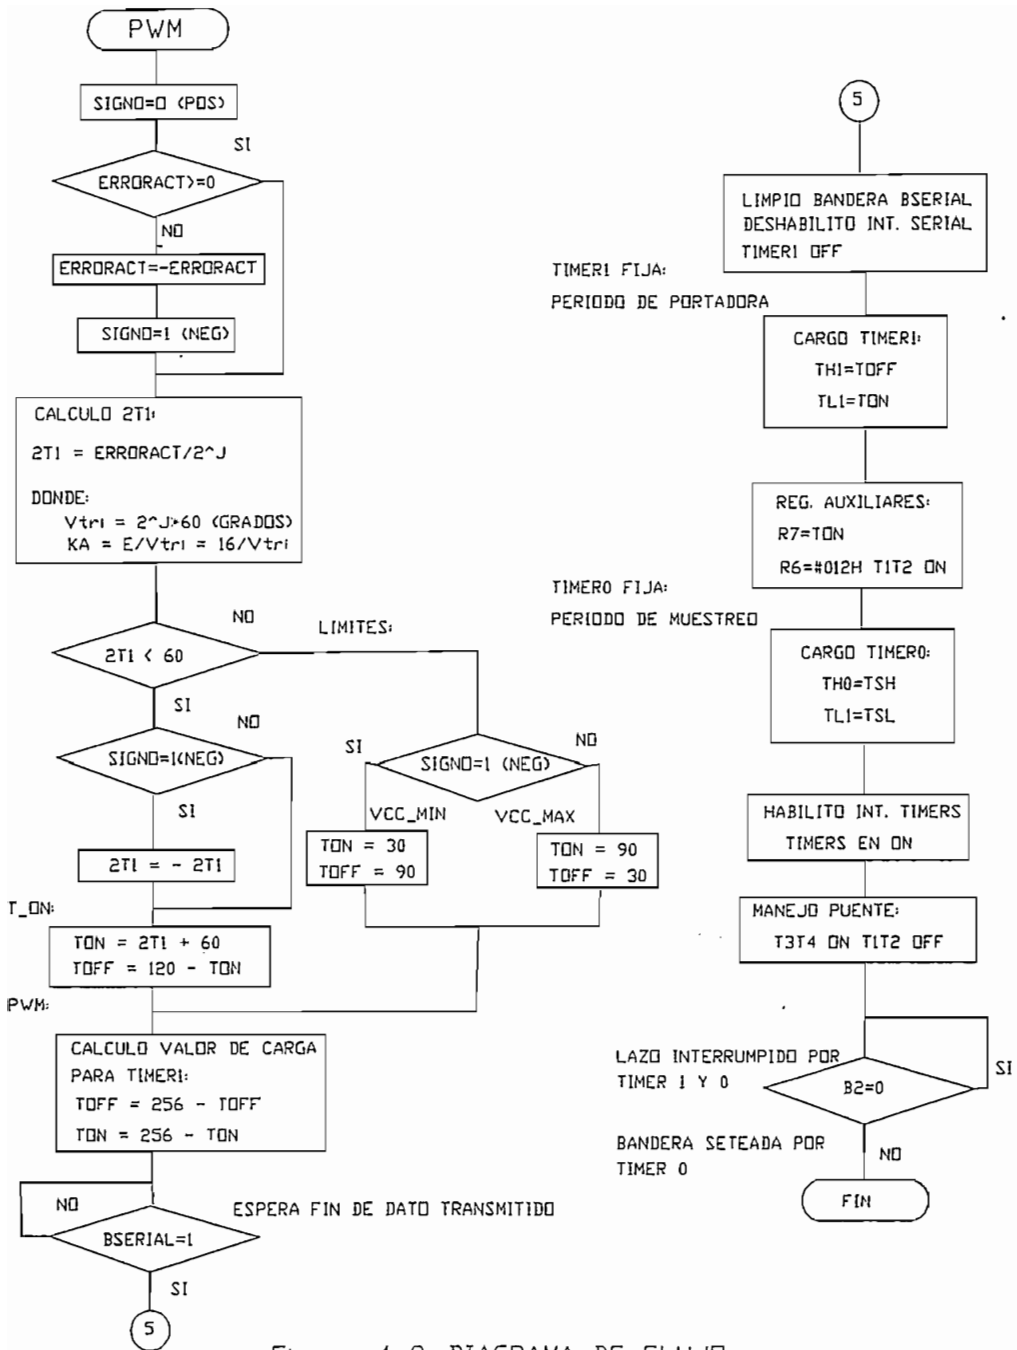 PWM
SIGNO=0 (POS)
SI
ERRORACT>=0
NO
ERRORACT=-ERRORACT
SIGNO=1 (NEG)
CALCULO 2T1:
2T1 = ERRORACT/2^J
DONDE:
Vtri = 2^J*60 (GRADOS)
KA = E/Vtri = 16/Vtri
NO
LIMITES:
2T1 < 60
SI
NO
SIGNO=1(NEG)
SI
2T1 = - 2T1
SI
SIGNO=1 (NEG)
NO
VCC_MIN
VCC_MAX
TON = 30
TOFF = 90
TON = 90
TOFF = 30
T_ON:
TON = 2T1 + 60
TOFF = 120 - TON
PWM:
CALCULO VALOR DE CARGA
PARA TIMER1:
TOFF = 256 - TOFF
TON = 256 - TON
NO
ESPERA FIN DE DATO TRANSMITIDO
BSERIAL=1
SI
5
5
LIMPIO BANDERA BSERIAL
DESHABILITO INT. SERIAL
TIMER1 OFF
TIMER1 FIJA:
PERIODO DE PORTADORA
CARGO TIMER1:
TH1=TOFF
TL1=TON
REG. AUXILIARES:
R7=TON
R6=#012H T1T2 ON
TIMER0 FIJA:
PERIODO DE MUESTREO
CARGO TIMER0:
TH0=TSH
TL1=TSL
HABILITO INT. TIMERS
TIMERS EN ON
MANEJO PUENTE:
T3T4 ON T1T2 OFF
LAZO INTERRUMPIDO POR
TIMER 1 Y 0
SI
B2=0
BANDERA SETEADA POR
TIMER 0
NO
FIN
DIAGRAMA DE FLUJO